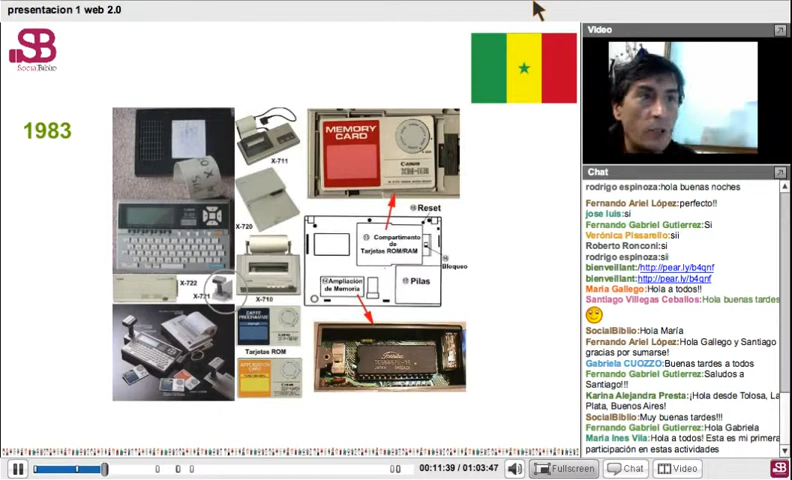 presentacion 1 web 2.0
SB
SocialBiblio
1983
X-711
X-720
X-722
X-721
X-710
Tarjetas ROM
MEMORY
CARD
Canon
Reset
Compartimento
de
Tarjetas ROM/RAM
Bloqueo
Ampliación
de Memoria
Pilas
Video
Chat
rodrigo espinoza:hola buenas noches
Fernando Ariel López:perfecto!!
jose luis:si
Fernando Gabriel Gutierrez:Si
Verónica Pissarello:sii
Roberto Ronconi:si
rodrigo espinoza:sii
bienveillant:/http://pear.ly/b4qnf
bienveillant:http://pear.ly/b4qnf
Maria Gallego:Hola a todos!!
Santiago Villegas Ceballos:Hola buenas tardes
SocialBiblio:Hola María
Fernando Ariel López:Hola Gallego y Santiago
gracias por sumarse!
Gabriela CUOZZO:Buenas tardes a todos
Fernando Gabriel Gutierrez:Saludos a
Santiago!!!
Karina Alejandra Presta:¡Hola desde Tolosa, La
Plata, Buenos Aires!
SocialBiblio:Muy buenas tardes!!!
Fernando Gabriel Gutierrez:Hola Gabriela
Maria Ines Vila:Hola a todos! Esta es mi primera
participación en estas actividades
00:11:39 / 01:03:47
Fullscreen
Chat
Video
SB